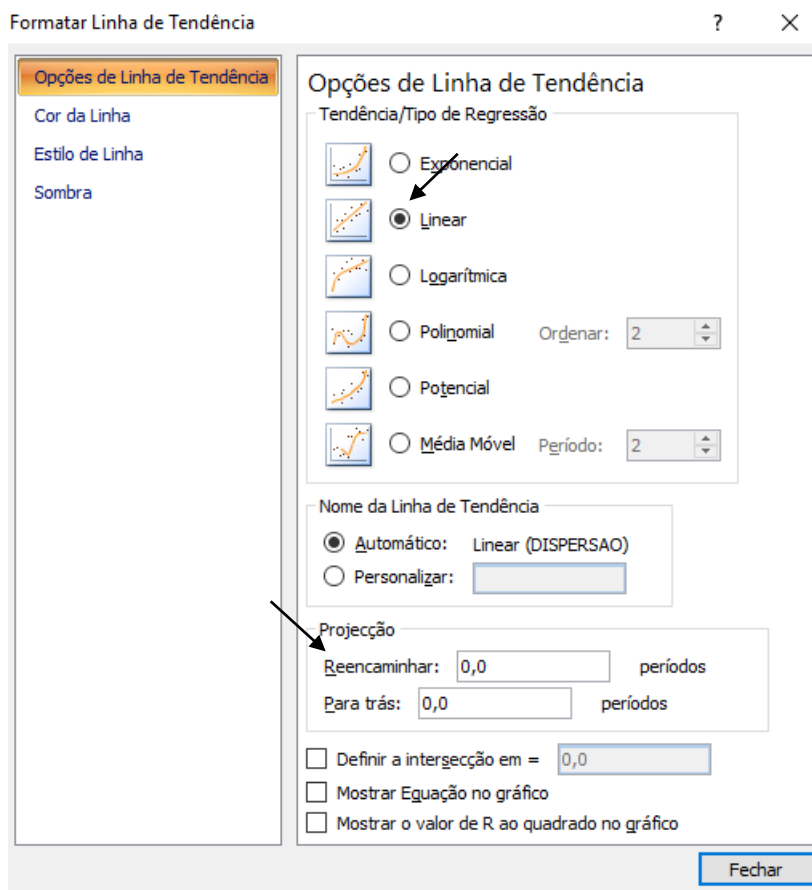 Formatar Linha de Tendência
?
Opções de Linha de Tendência
Cor da Linha
Estilo de Linha
Sombra
Opções de Linha de Tendência
Tendência/Tipo de Regressão
Exponencial
Linear
Logarítmica
Polinomial Ordenar: 2
Potencial
Média Móvel Período: 2
Nome da Linha de Tendência
Automático: Linear (DISPERSAO)
Personalizar:
Projecção
Reencaminhar: 0,0 períodos
Para trás: 0,0 períodos
Definir a intersecção em = 0,0
Mostrar Equação no gráfico
Mostrar o valor de R ao quadrado no gráfico
Fechar